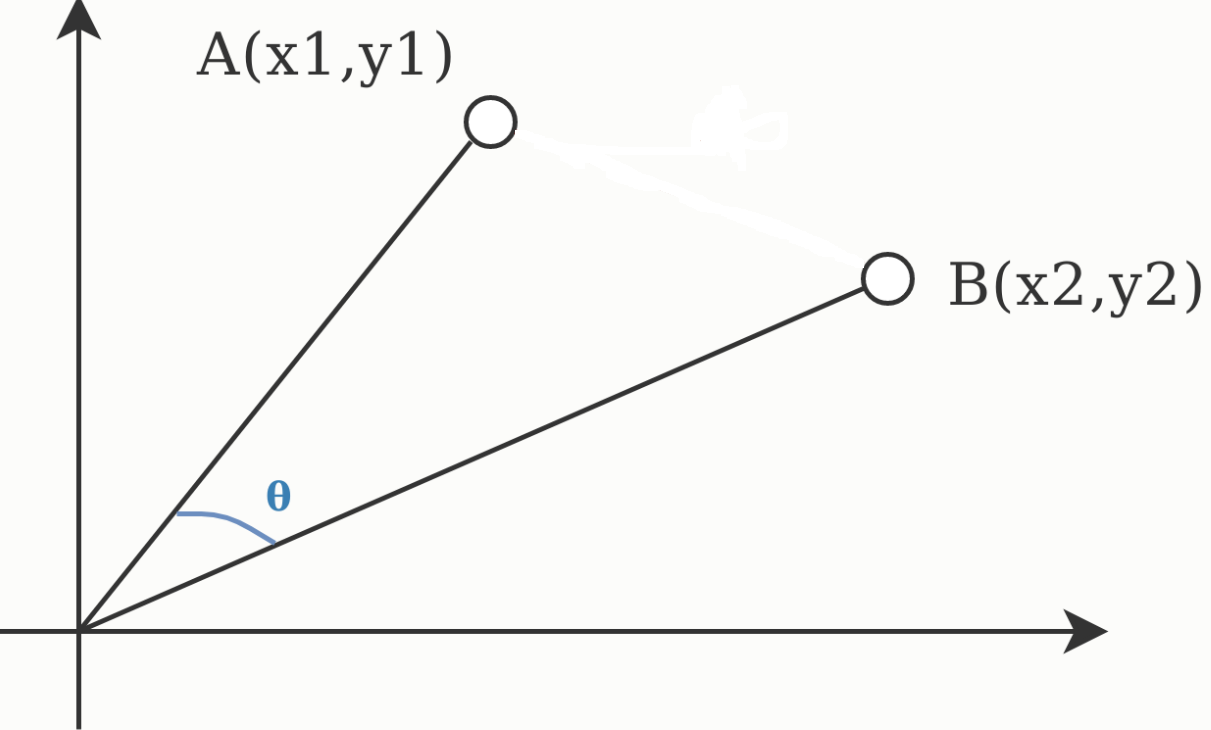 A(x1,y1)
B(x2,y2)
θ